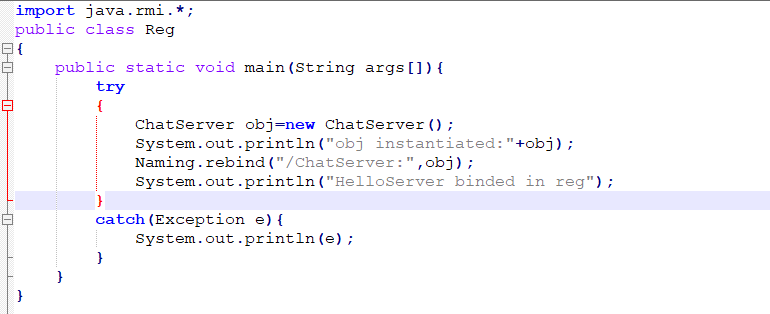 import java.rmi.*;
public class Reg
{
    public static void main(String args[]){
        try
        {
            ChatServer obj=new ChatServer();
            System.out.println("obj instantiated:"+obj);
            Naming.rebind("/ChatServer:",obj);
            System.out.println("HelloServer binded in reg");
        }
        catch(Exception e){
            System.out.println(e);
        }
    }
}